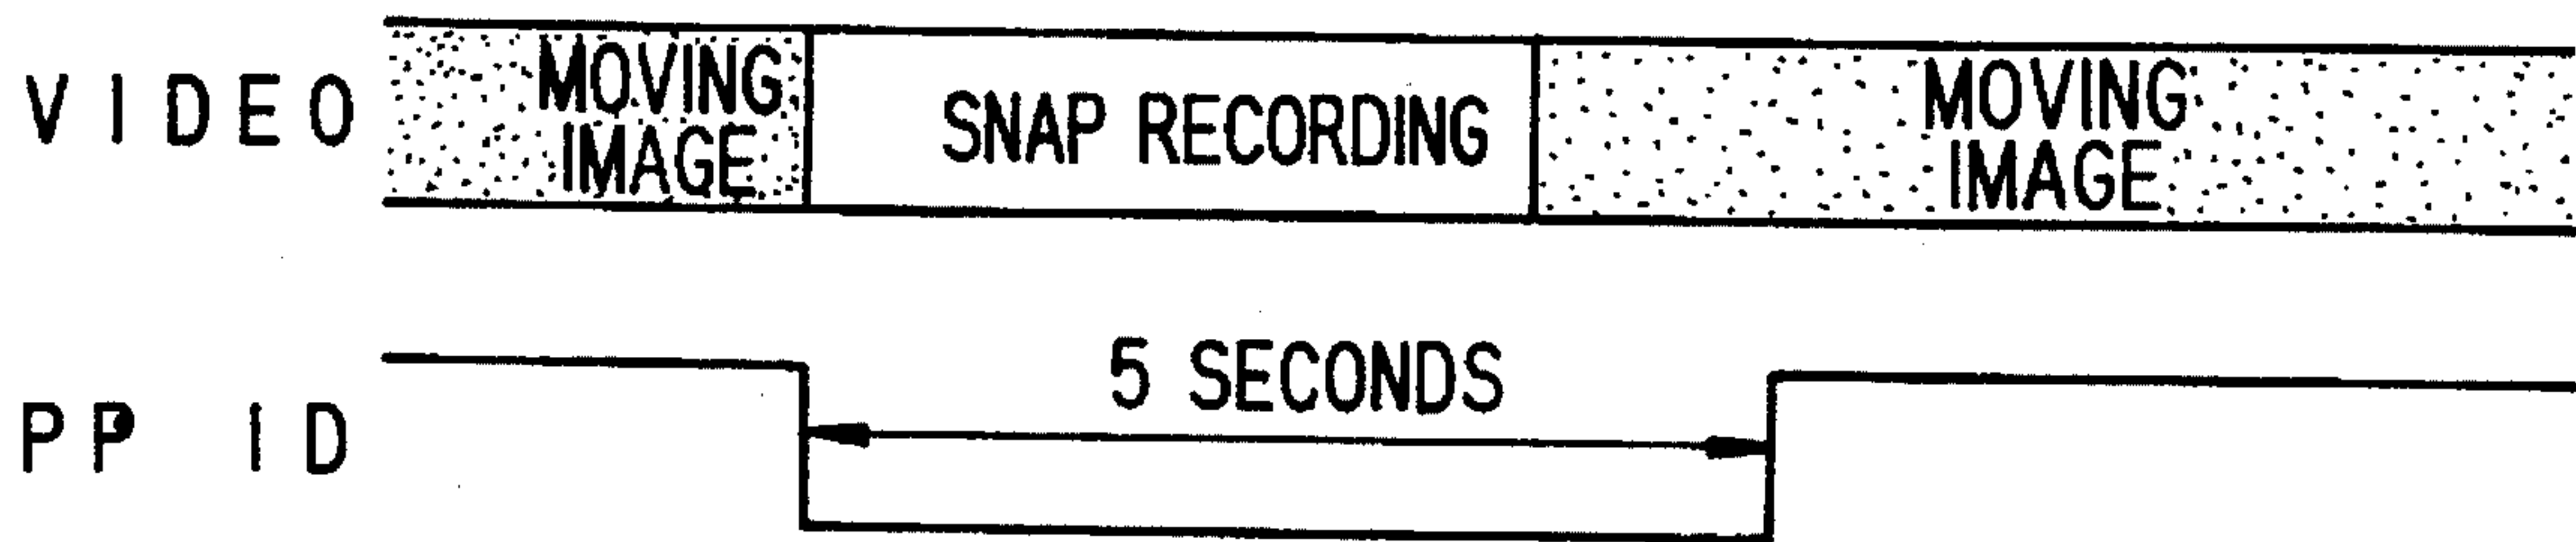 VIDEO
MOVING
IMAGE
SNAP RECORDING
MOVING
IMAGE
5 SECONDS
PP ID